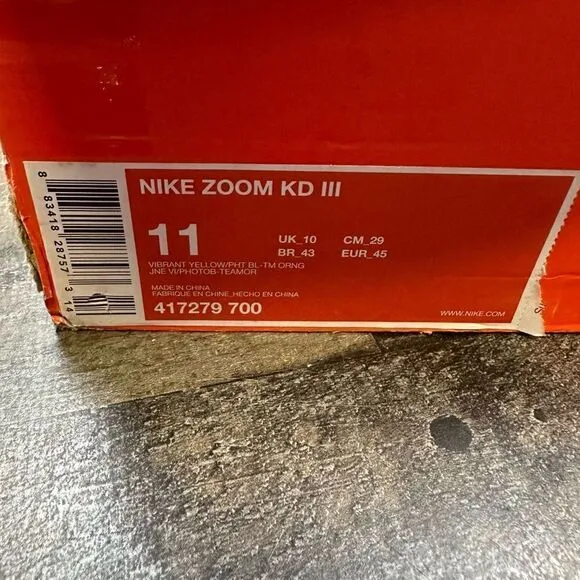 NIKE ZOOM KD III
11
UK_10 CM_29
BR_43 EUR_45
VIBRANT YELLOW/PHT BL-TM ORNG
JNE VI/PHOTOB-TEAMOR
MADE IN CHINA
FABRIQUE EN CHINE_HECHO EN CHINA
417279 700
WWW.NIKE.COM
8 83418 28757 3 14